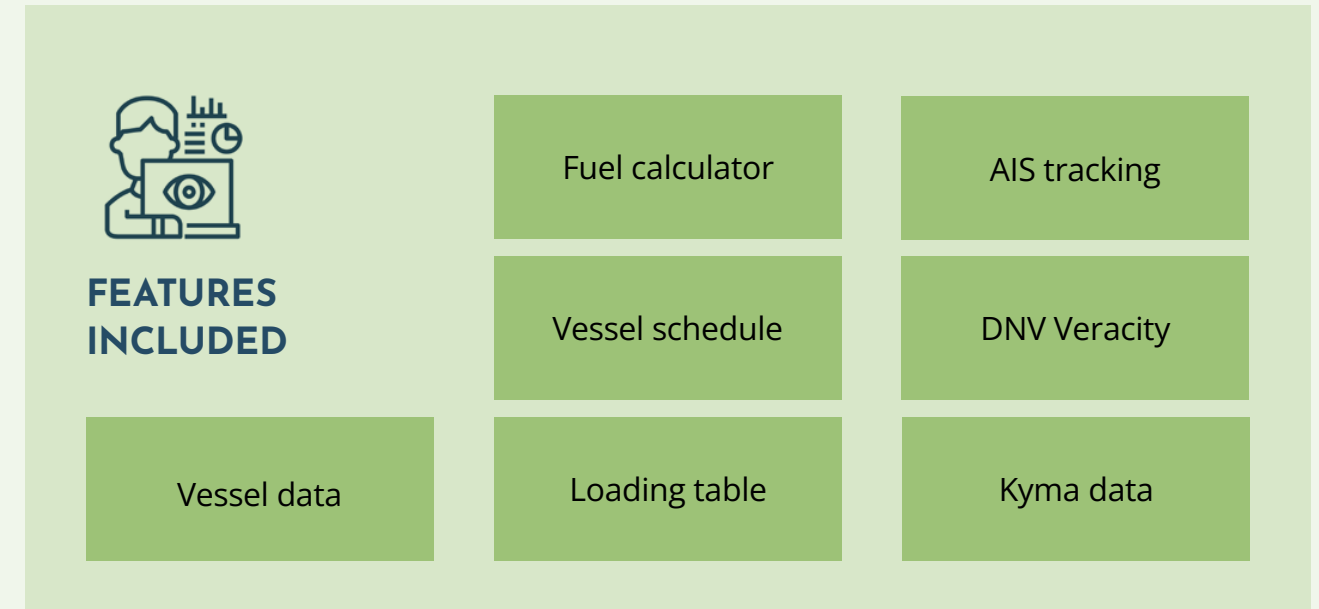 FEATURES
INCLUDED
Fuel calculator
AIS tracking
Vessel schedule
DNV Veracity
Vessel data
Loading table
Kyma data